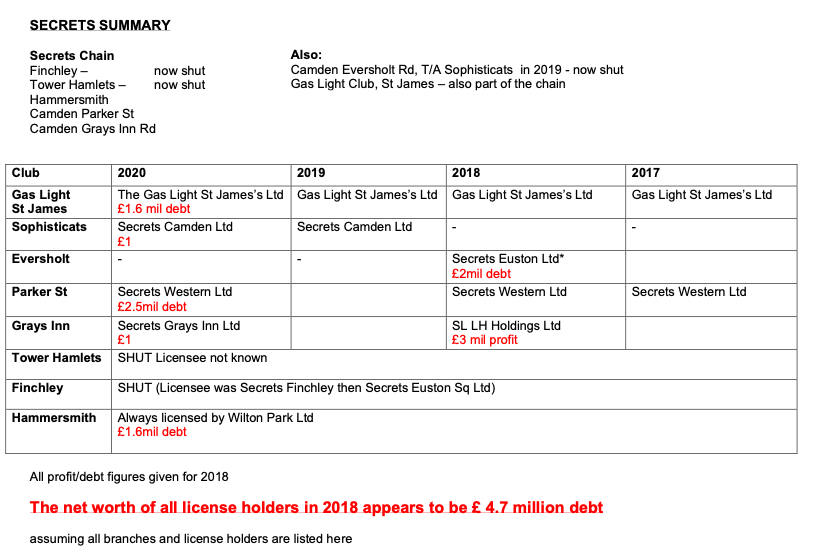 SECRETS SUMMARY
Secrets Chain
Finchley – now shut
Tower Hamlets – now shut
Hammersmith
Camden Parker St
Camden Grays Inn Rd
Also:
Camden Eversholt Rd, T/A Sophisticats in 2019 - now shut
Gas Light Club, St James – also part of the chain
Club 2020 2019 2018 2017
Gas Light The Gas Light St James's Ltd Gas Light St James's Ltd Gas Light St James's Ltd Gas Light St James's Ltd
St James £1.6 mil debt
Sophisticats Secrets Camden Ltd Secrets Camden Ltd - -
£1
Eversholt - - Secrets Euston Ltd*
£2mil debt
Parker St Secrets Western Ltd Secrets Western Ltd Secrets Western Ltd
£2.5mil debt
Grays Inn Secrets Grays Inn Ltd SL LH Holdings Ltd
£1 £3 mil profit
Tower Hamlets SHUT Licensee not known
Finchley SHUT (Licensee was Secrets Finchley then Secrets Euston Sq Ltd)
Hammersmith Always licensed by Wilton Park Ltd
£1.6mil debt
All profit/debt figures given for 2018
The net worth of all license holders in 2018 appears to be £ 4.7 million debt
assuming all branches and license holders are listed here